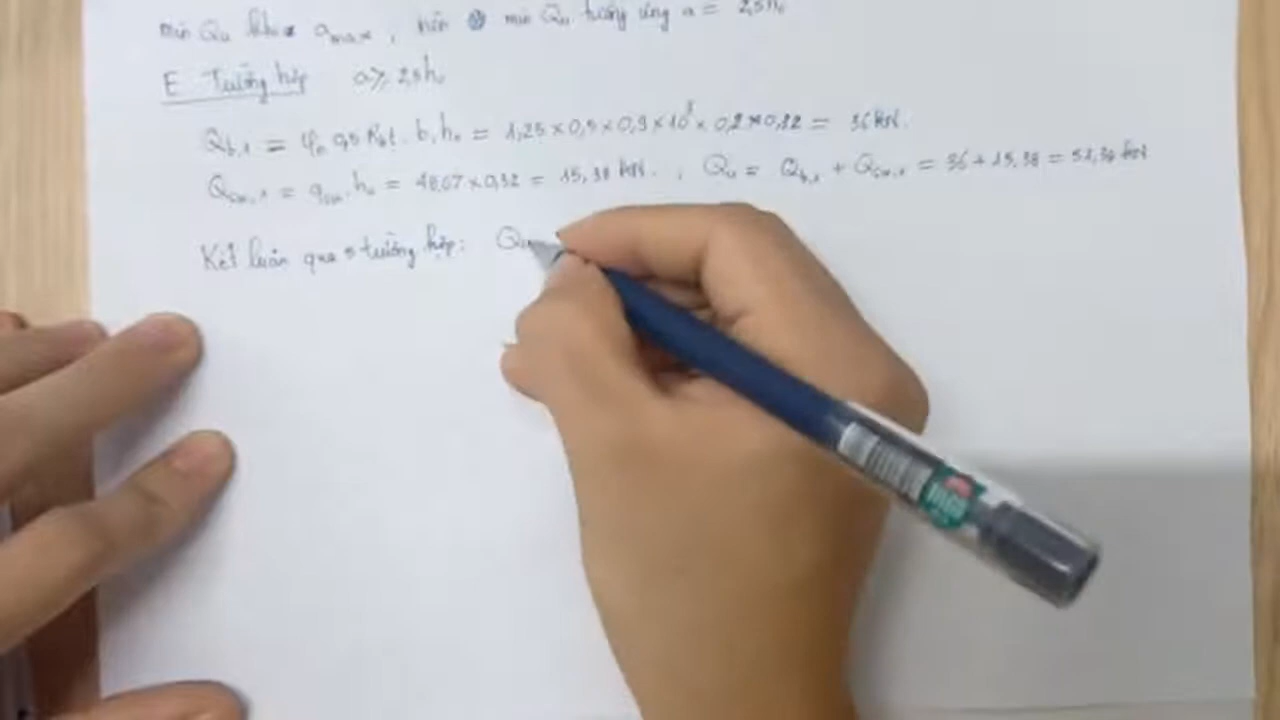 min Qu khi a max, nên min Qu tương ứng a = 2,5h₀
E Trường hợp a ≥ 2,5h₀
Qb,1 = φn 0,5 Rbt. b. h₀ = 1,25 × 0,5 × 0,9 × 10³ × 0,2 × 0,32 = 36 kN.
Qsw,1 = qsw. h₀ = 48,07 × 0,32 = 15,38 kN. , Qu = Qb,1 + Qsw,1 = 36 + 15,38 = 51,38 kN
Kết luận qua 5 trường hợp: Qu